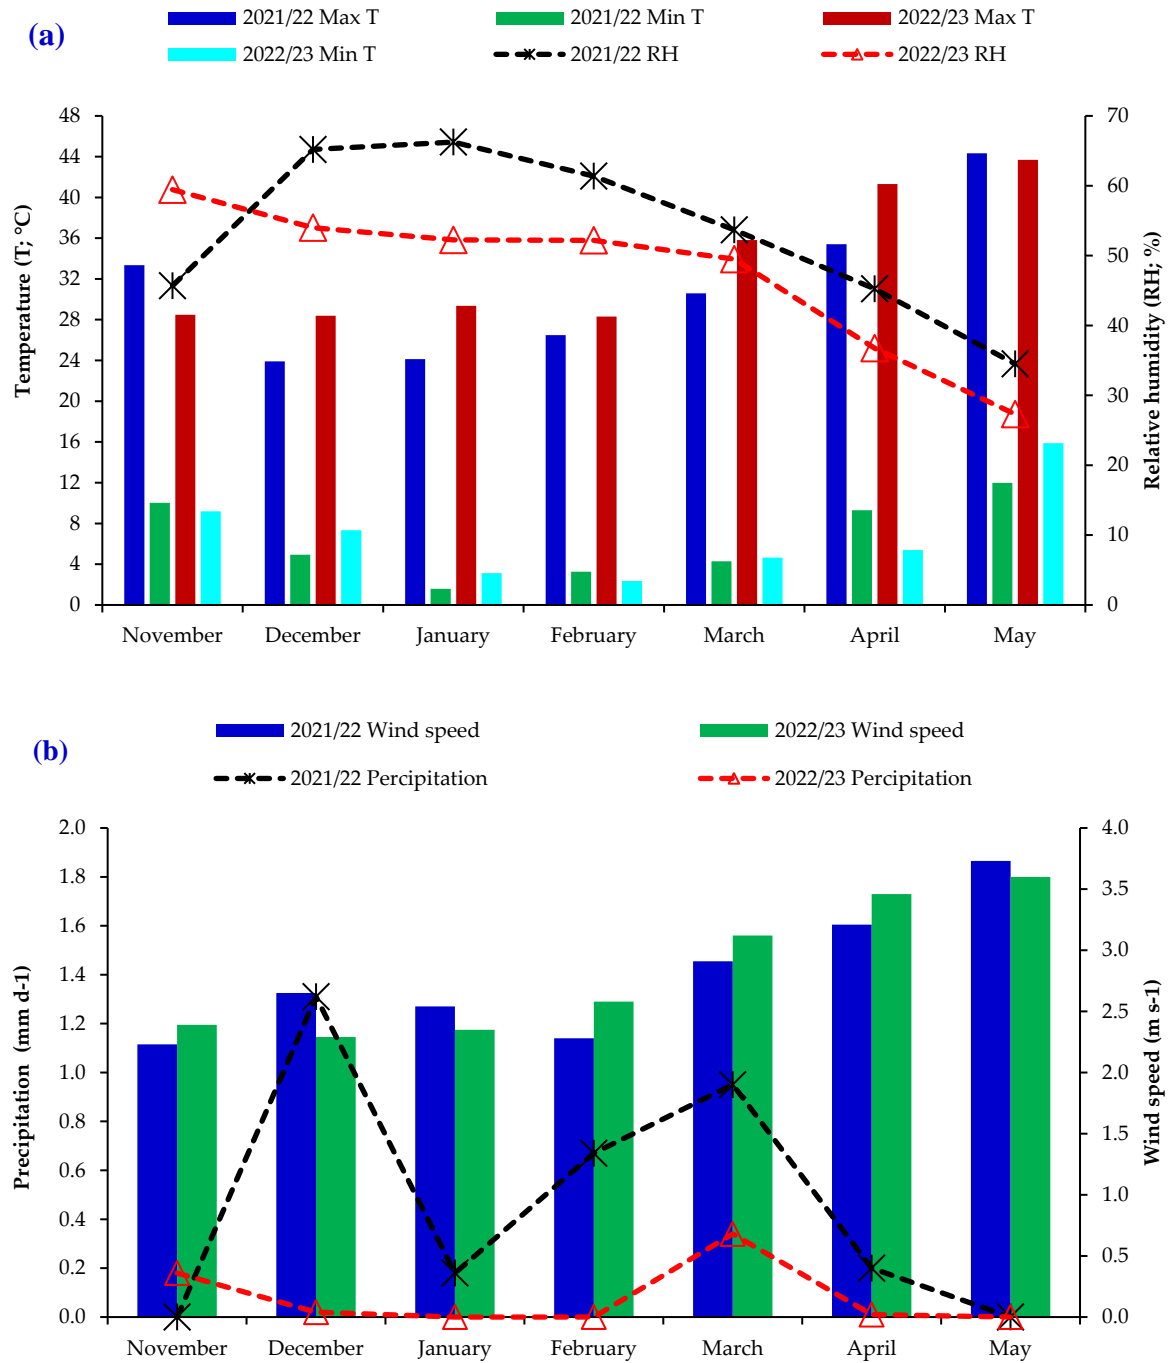 (a)
2021/22 Max T
2021/22 Min T
2022/23 Max T
2022/23 Min T
2021/22 RH
2022/23 RH
Temperature (T; °C)
48
44
40
36
32
28
24
20
16
12
8
4
0
Relative humidity (RH; %)
70
60
50
40
30
20
10
0
November
December
January
February
March
April
May
(b)
2021/22 Wind speed
2022/23 Wind speed
2021/22 Percipitation
2022/23 Percipitation
Precipitation (mm d-1)
2.0
1.8
1.6
1.4
1.2
1.0
0.8
0.6
0.4
0.2
0.0
Wind speed (m s-1)
4.0
3.5
3.0
2.5
2.0
1.5
1.0
0.5
0.0
November
December
January
February
March
April
May